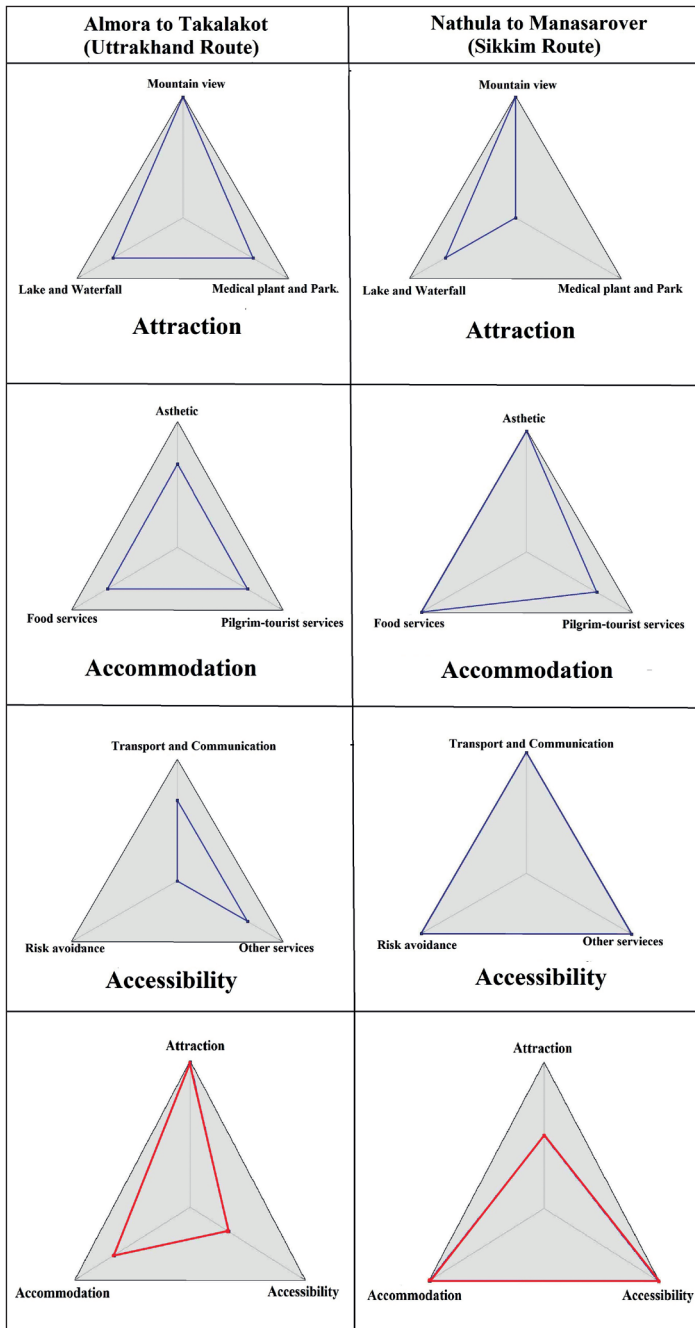 Almora to Takalakot
(Uttrakhand Route)
Nathula to Manasarover
(Sikkim Route)
Mountain view
Lake and Waterfall
Medical plant and Park.
Attraction
Mountain view
Lake and Waterfall
Medical plant and Park
Attraction
Asthetic
Food services
Pilgrim-tourist services
Accommodation
Asthetic
Food services
Pilgrim-tourist services
Accommodation
Transport and Communication
Risk avoidance
Other services
Accessibility
Transport and Communication
Risk avoidance
Other servieces
Accessibility
Attraction
Accommodation
Accessibility
Attraction
Accommodation
Accessibility